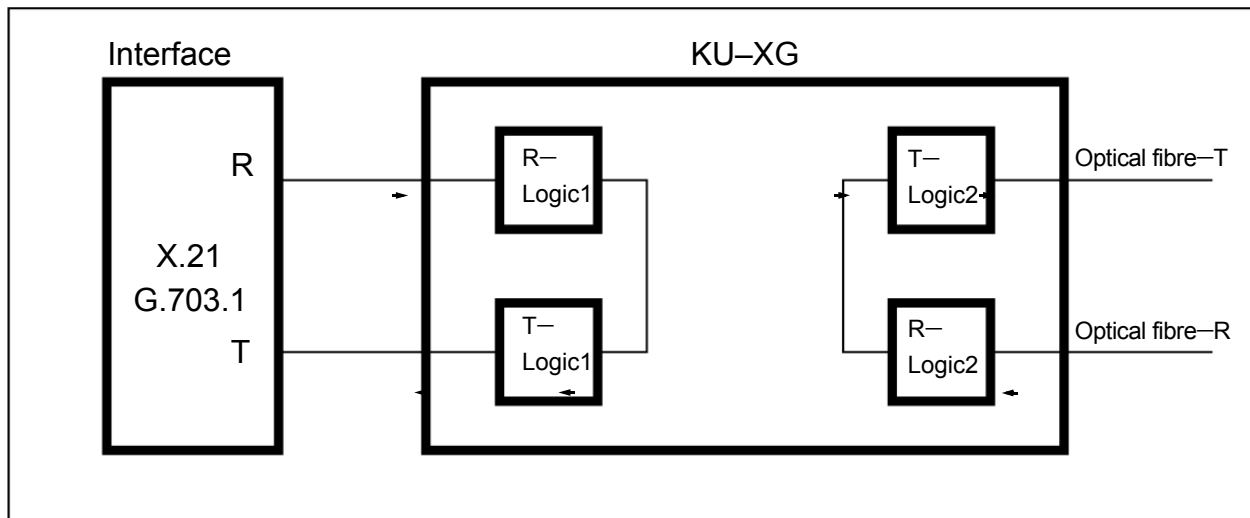 Interface
KU–XG
R
X.21
G.703.1
T
R–
Logic1
T–
Logic1
T–
Logic2
R–
Logic2
Optical fibre–T
Optical fibre–R